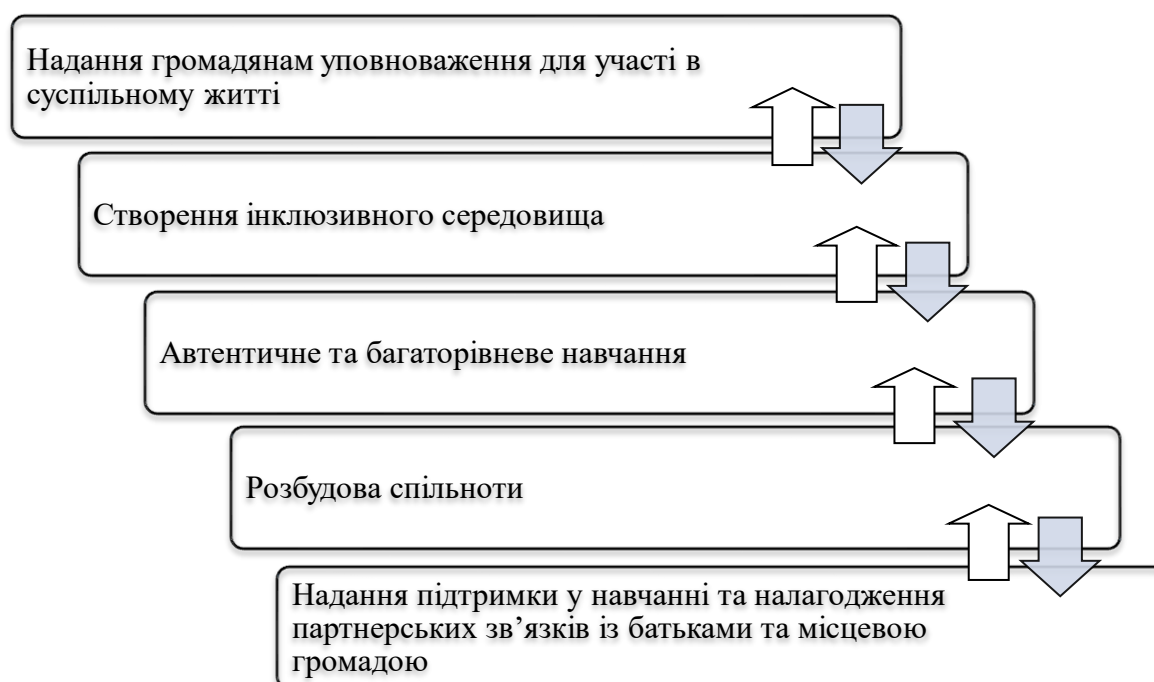 Надання громадянам уповноваження для участі в
суспільному житті
Створення інклюзивного середовища
Автентичне та багаторівневе навчання
Розбудова спільноти
Надання підтримки у навчанні та налагодження
партнерських зв’язків із батьками та місцевою
громадою